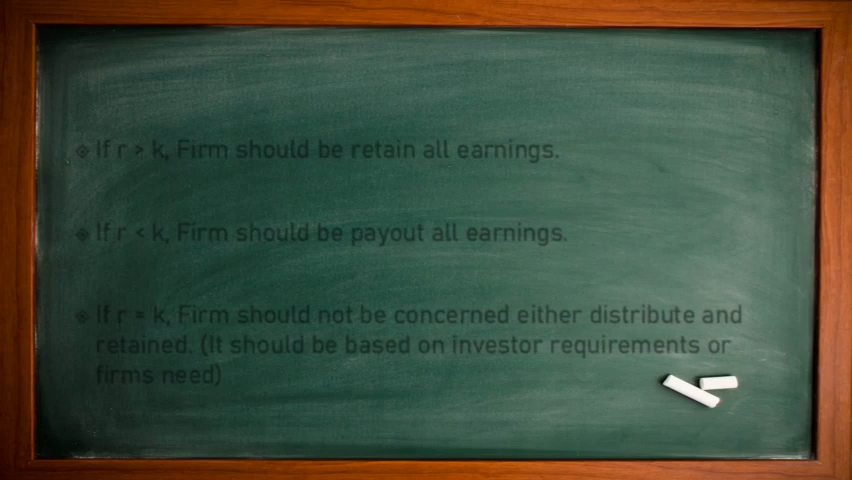 If r > k, Firm should be retain all earnings.
If r < k, Firm should be payout all earnings.
If r = k, Firm should not be concerned either distribute and
retained. (It should be based on investor requirements or
firms need)